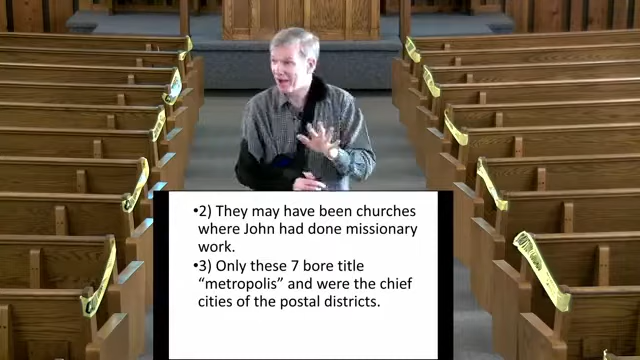 •2) They may have been churches
where John had done missionary
work.
•3) Only these 7 bore title
“metropolis” and were the chief
cities of the postal districts.